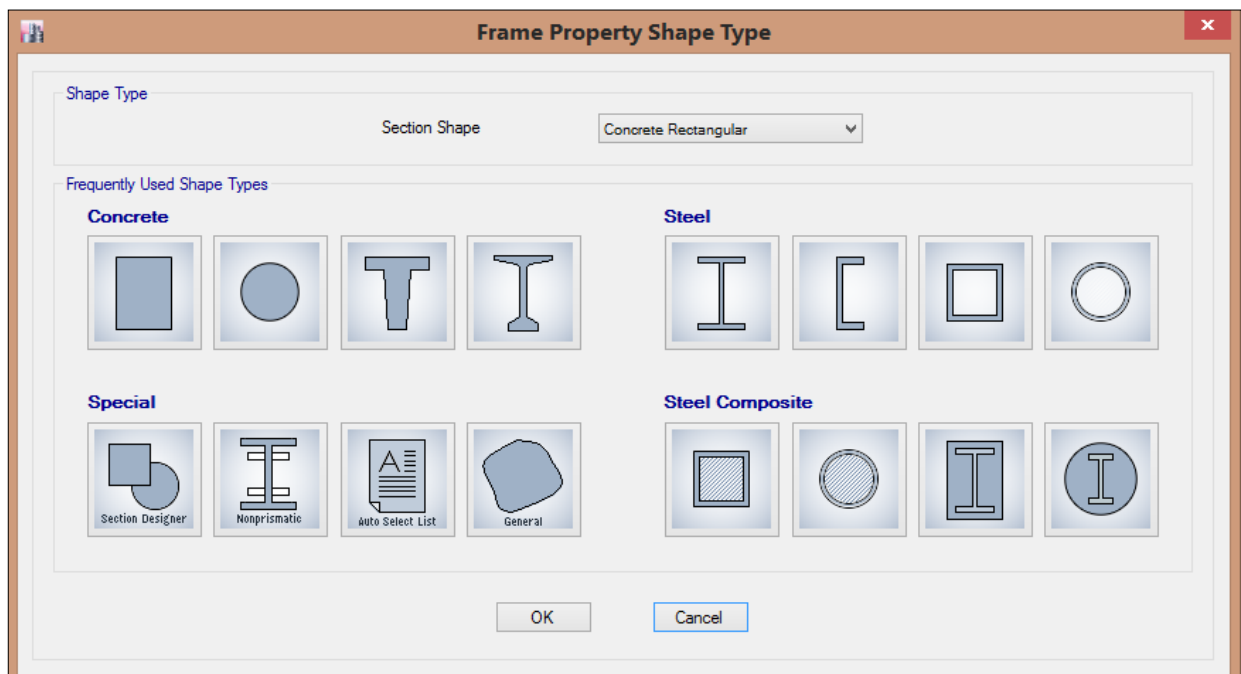 Frame Property Shape Type
x
Shape Type
Section Shape
Concrete Rectangular
Frequently Used Shape Types
Concrete
Steel
Special
Steel Composite
Section Designer
Nonprismatic
A
Auto Select List
General
OK
Cancel